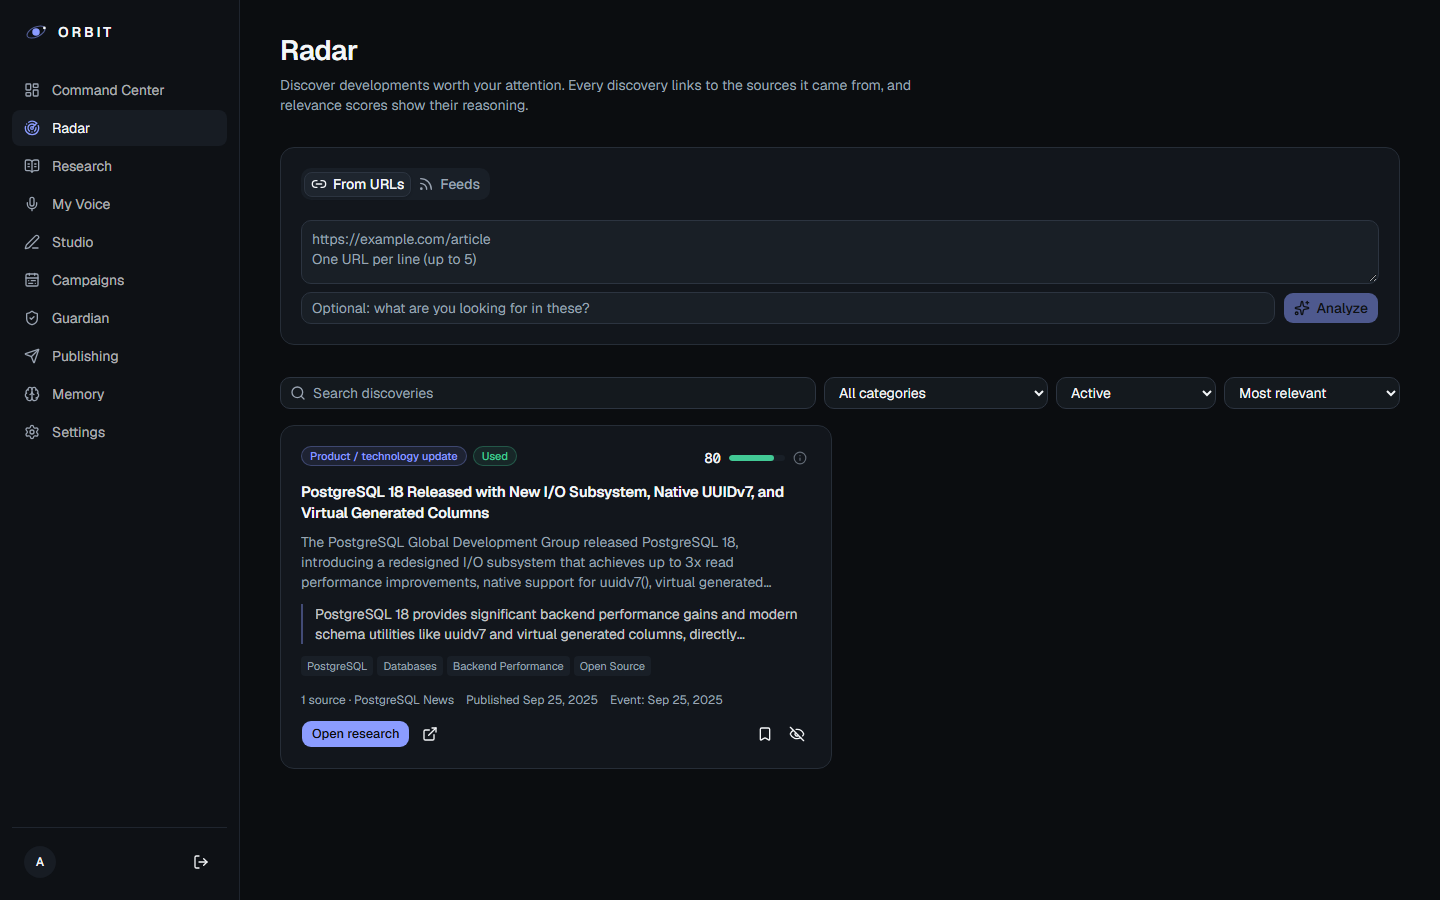 ORBIT
Command Center
Radar
Research
My Voice
Studio
Campaigns
Guardian
Publishing
Memory
Settings
A
Radar
Discover developments worth your attention. Every discovery links to the sources it came from, and
relevance scores show their reasoning.
From URLs
Feeds
https://example.com/article
One URL per line (up to 5)
Optional: what are you looking for in these?
Analyze
Search discoveries
All categories
Active
Most relevant
Product / technology update
Used
80
PostgreSQL 18 Released with New I/O Subsystem, Native UUIDv7, and
Virtual Generated Columns
The PostgreSQL Global Development Group released PostgreSQL 18,
introducing a redesigned I/O subsystem that achieves up to 3x read
performance improvements, native support for uuidv7(), virtual generated…
PostgreSQL 18 provides significant backend performance gains and modern
schema utilities like uuidv7 and virtual generated columns, directly…
PostgreSQL
Databases
Backend Performance
Open Source
1 source · PostgreSQL News
Published Sep 25, 2025
Event: Sep 25, 2025
Open research